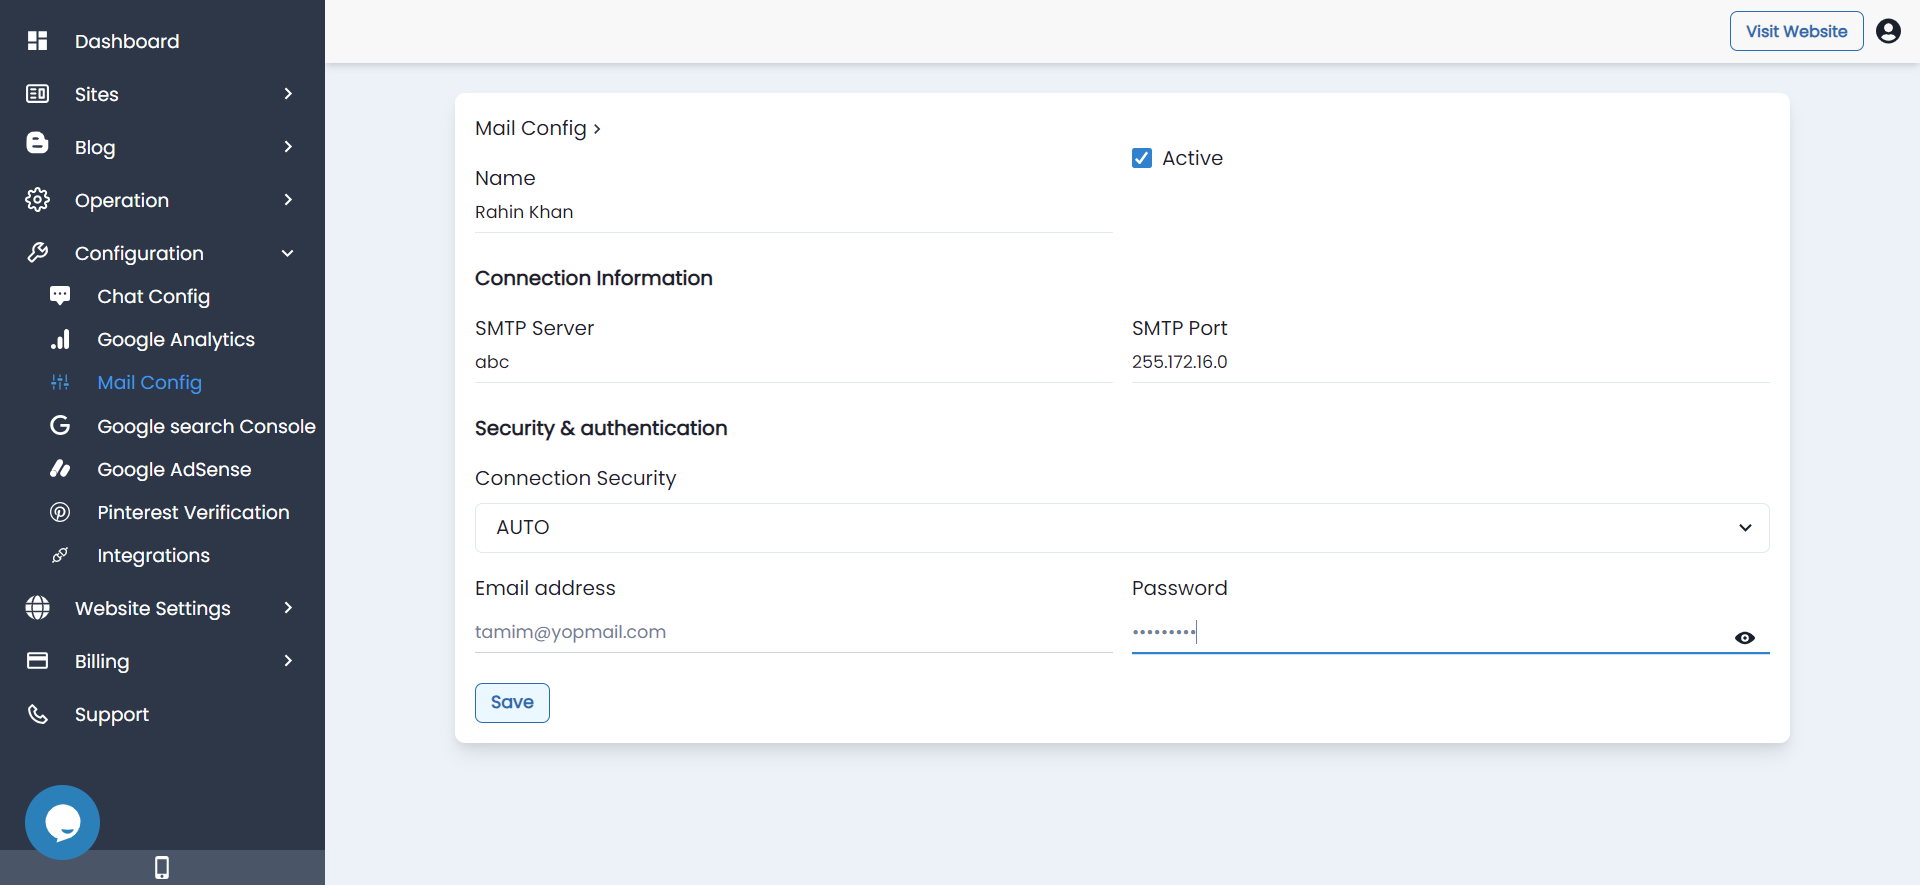 Dashboard
Sites
Blog
Operation
Configuration
Chat Config
Google Analytics
Mail Config
Google search Console
Google AdSense
Pinterest Verification
Integrations
Website Settings
Billing
Support
Visit Website
Mail Config >
Active
Name
Rahin Khan
Connection Information
SMTP Server
SMTP Port
abc
255.172.16.0
Security & authentication
Connection Security
AUTO
Email address
Password
tamim@yopmail.com
•••••••••
Save